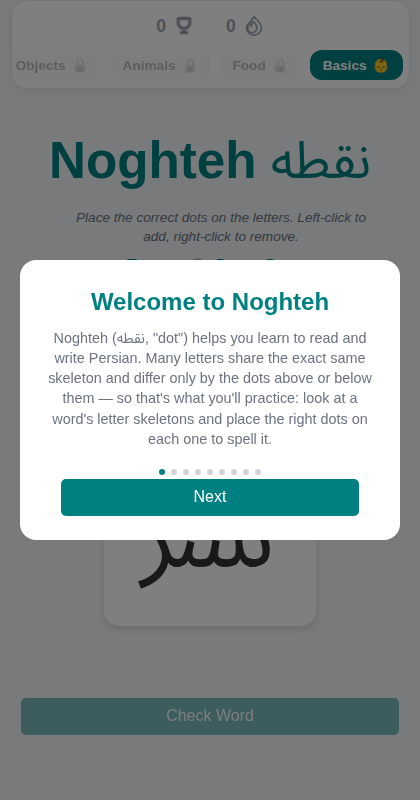 0 0
Objects Animals Food Basics
Noghteh نقطه
Place the correct dots on the letters. Left-click to
add, right-click to remove.
Welcome to Noghteh
Noghteh (نقطه, "dot") helps you learn to read and
write Persian. Many letters share the exact same
skeleton and differ only by the dots above or below
them — so that's what you'll practice: look at a
word's letter skeletons and place the right dots on
each one to spell it.
Next
Check Word